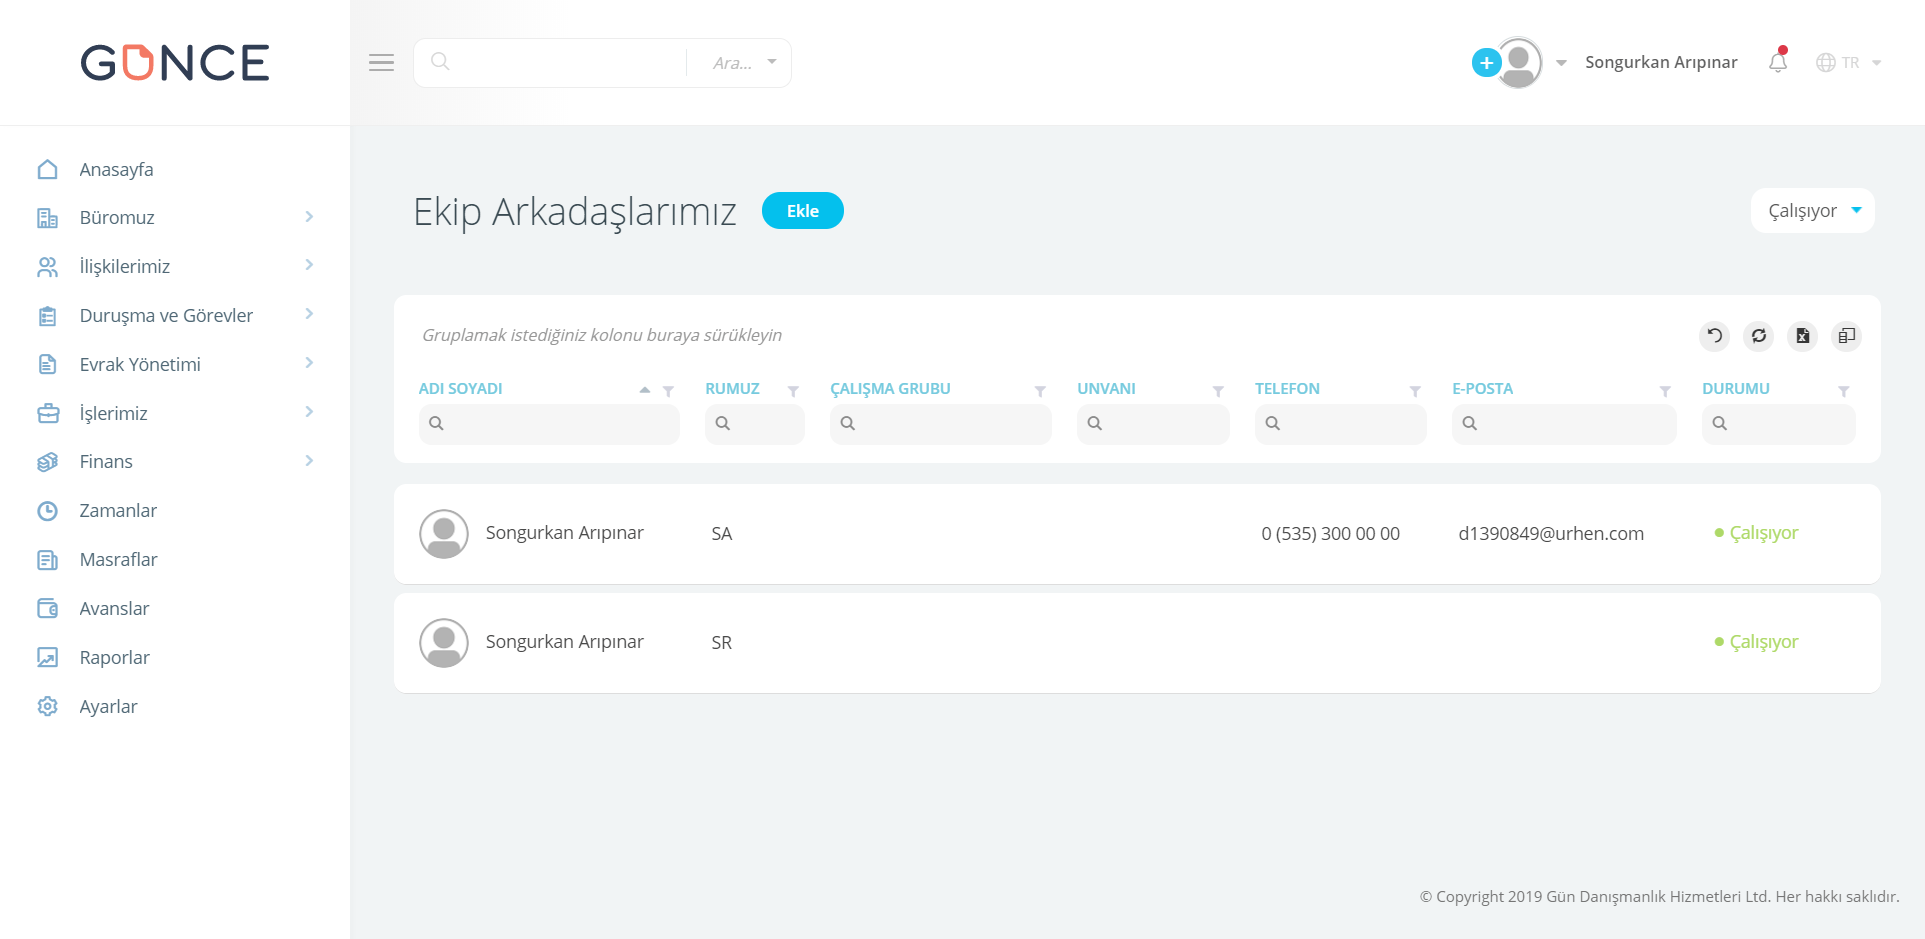 GÜNCE
Ara...
Songurkan Arıpınar
TR
Anasayfa
Büromuz
İlişkilerimiz
Duruşma ve Görevler
Evrak Yönetimi
İşlerimiz
Finans
Zamanlar
Masraflar
Avanslar
Raporlar
Ayarlar
Ekip Arkadaşlarımız
Ekle
Çalışıyor
Gruplamak istediğiniz kolonu buraya sürükleyin
ADI SOYADI RUMUZ ÇALIŞMA GRUBU UNVANI TELEFON E-POSTA DURUMU
Songurkan Arıpınar SA 0 (535) 300 00 00 d1390849@urhen.com Çalışıyor
Songurkan Arıpınar SR Çalışıyor
© Copyright 2019 Gün Danışmanlık Hizmetleri Ltd. Her hakkı saklıdır.